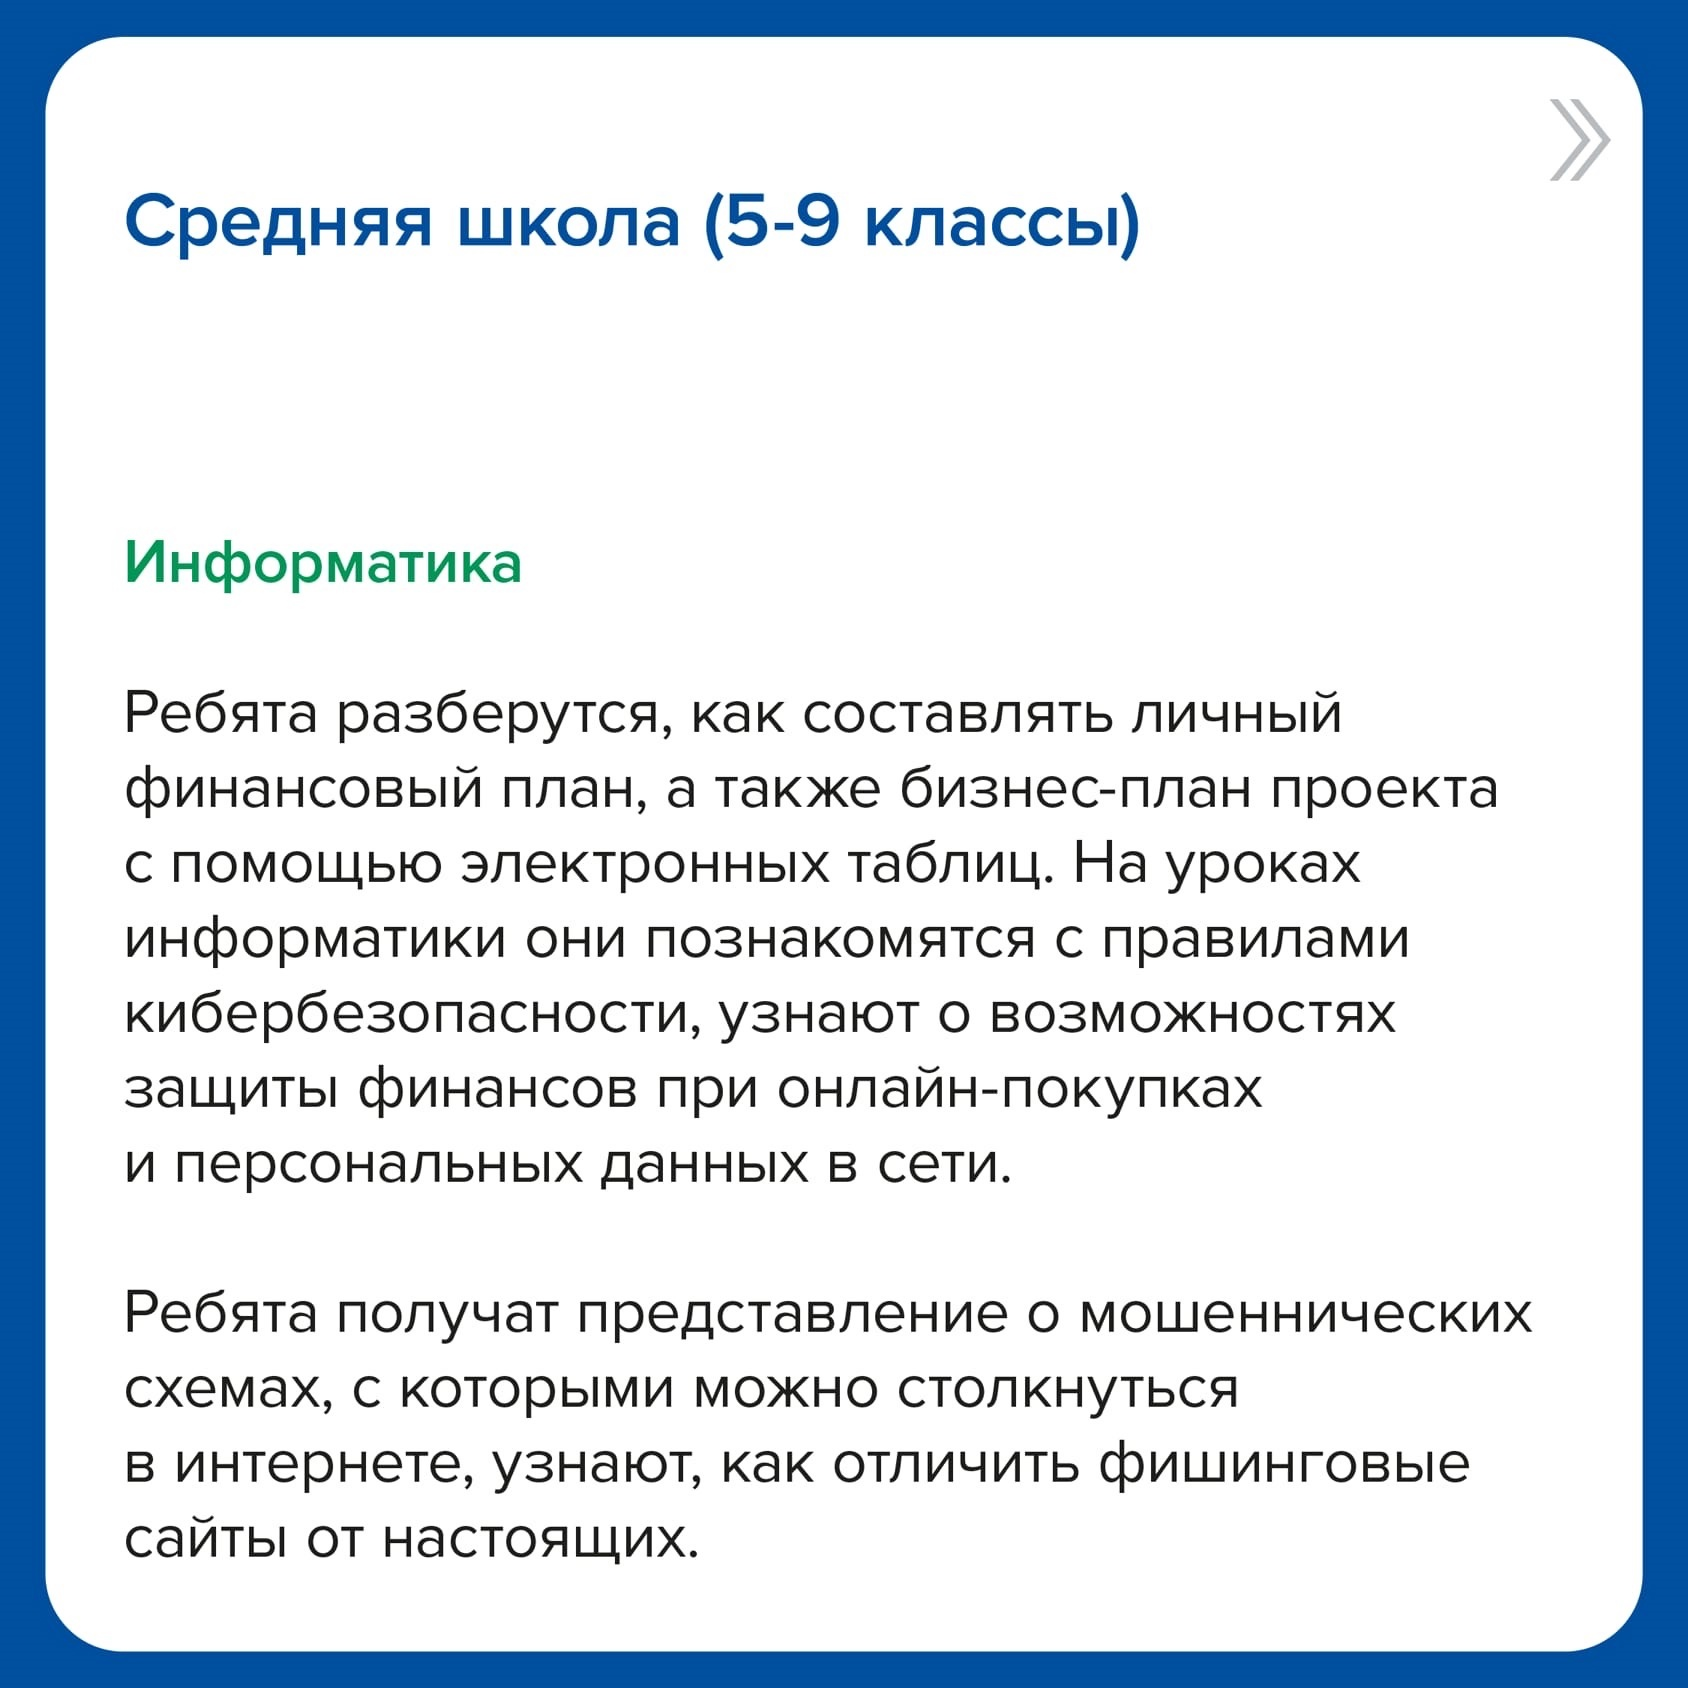 Средняя школа (5-9 классы)
Информатика
Ребята разберутся, как составлять личный
финансовый план, а также бизнес-план проекта
с помощью электронных таблиц. На уроках
информатики они познакомятся с правилами
кибербезопасности, узнают о возможностях
защиты финансов при онлайн-покупках
и персональных данных в сети.
Ребята получат представление о мошеннических
схемах, с которыми можно столкнуться
в интернете, узнают, как отличить фишинговые
сайты от настоящих.